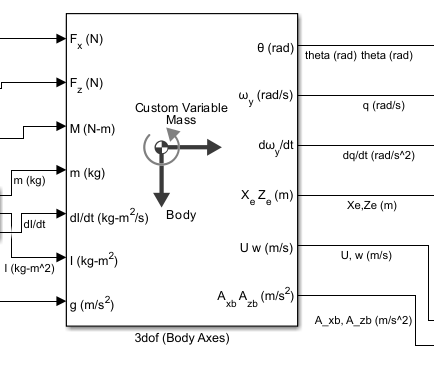 F_x (N)
F_z (N)
M (N-m)
m (kg)
dI/dt (kg-m^2/s)
I (kg-m^2)
g (m/s^2)
m (kg)
dI/dt
I (kg-m^2)
Custom Variable
Mass
Body
θ (rad)
ω_y (rad/s)
dω_y/dt
X_e Z_e (m)
U w (m/s)
A_xb A_zb (m/s^2)
theta (rad) theta (rad)
q (rad/s)
dq/dt (rad/s^2)
Xe,Ze (m)
U, w (m/s)
A_xb, A_zb (m/s^2)
3dof (Body Axes)